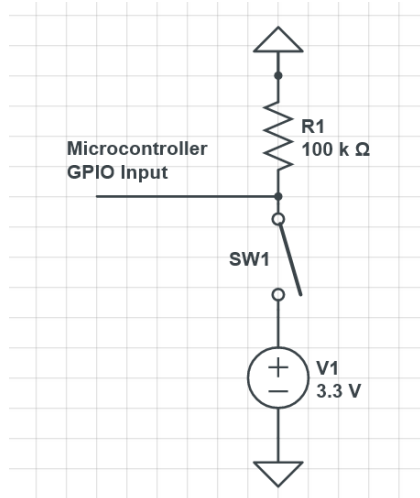 R1
100 k Ω
Microcontroller
GPIO Input
SW1
V1
3.3 V